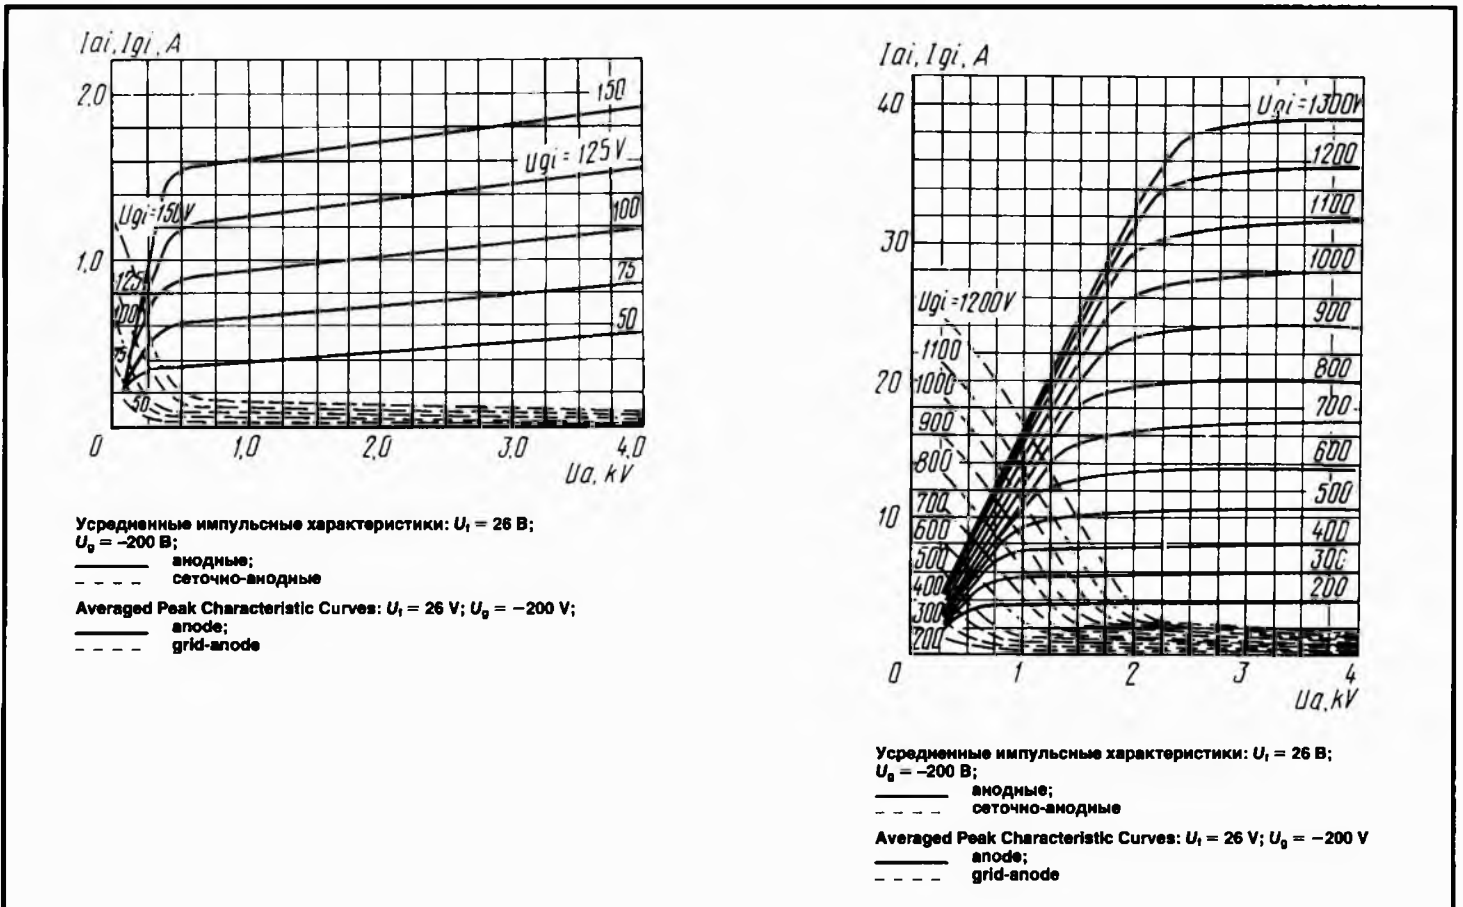 Iai, Igi, A
2,0
150
Ugi = 125 V
Ugi=150V
100
1,0
125
75
100
50
75
50
0
1,0
2,0
3,0
4,0
Ua, kV
Усредненные импульсные характеристики: Uf = 26 В;
Ug = –200 В;
анодные;
сеточно-анодные
Averaged Peak Characteristic Curves: Uf = 26 V; Ug = –200 V;
anode;
grid-anode
Iai, Igi, A
40
Ugi=1300V
1200
1100
30
1000
Ugi=1200V
900
1100
800
20
1000
700
900
600
800
500
700
10
600
400
500
300
400
200
300
200
0
1
2
3
4
Ua, kV
Усредненные импульсные характеристики: Uf = 26 В;
Ug = –200 В;
анодные;
сеточно-анодные
Averaged Peak Characteristic Curves: Uf = 26 V; Ug = –200 V
anode;
grid-anode